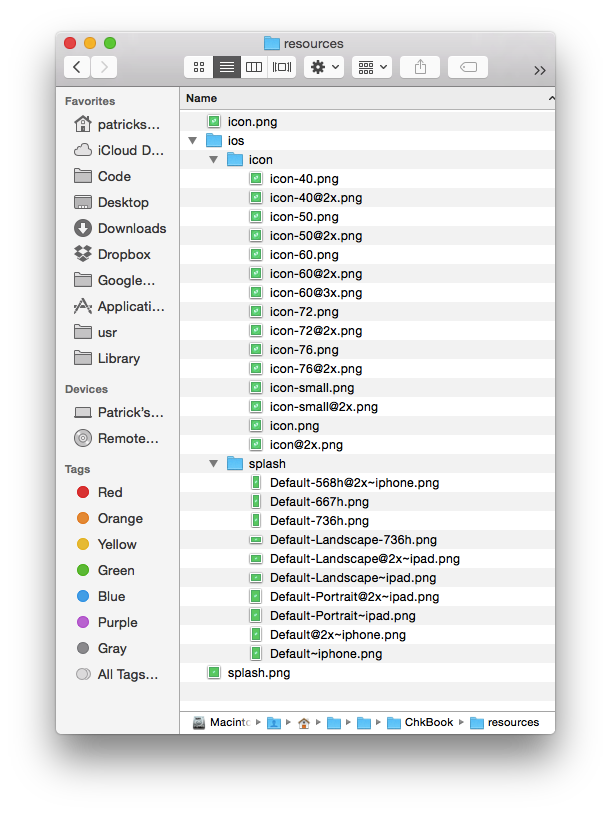 resources
Favorites
patricks...
iCloud D...
Code
Desktop
Downloads
Dropbox
Google...
Applicati...
usr
Library
Devices
Patrick's...
Remote...
Tags
Red
Orange
Yellow
Green
Blue
Purple
Gray
All Tags...
Name
icon.png
ios
icon
icon-40.png
icon-40@2x.png
icon-50.png
icon-50@2x.png
icon-60.png
icon-60@2x.png
icon-60@3x.png
icon-72.png
icon-72@2x.png
icon-76.png
icon-76@2x.png
icon-small.png
icon-small@2x.png
icon.png
icon@2x.png
splash
Default-568h@2x~iphone.png
Default-667h.png
Default-736h.png
Default-Landscape-736h.png
Default-Landscape@2x~ipad.png
Default-Landscape~ipad.png
Default-Portrait@2x~ipad.png
Default-Portrait~ipad.png
Default@2x~iphone.png
Default~iphone.png
splash.png
Macinto ▸ ▸ ▸ ▸ ▸ ChkBook ▸ resources